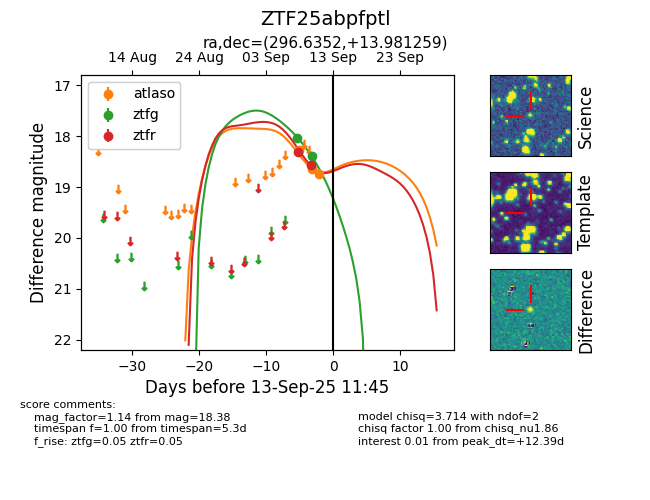 ZTF25abpfptl
ra,dec=(296.6352,+13.981259)
14 Aug 24 Aug 03 Sep 13 Sep 23 Sep
17
18
19
20
21
22
Difference magnitude
atlaso
ztfg
ztfr
−30 −20 −10 0 10
Days before 13-Sep-25 11:45
Science
Template
Difference
score comments:
mag_factor=1.14 from mag=18.38
timespan f=1.00 from timespan=5.3d
f_rise: ztfg=0.05 ztfr=0.05
model chisq=3.714 with ndof=2
chisq factor 1.00 from chisq_nu1.86
interest 0.01 from peak_dt=+12.39d